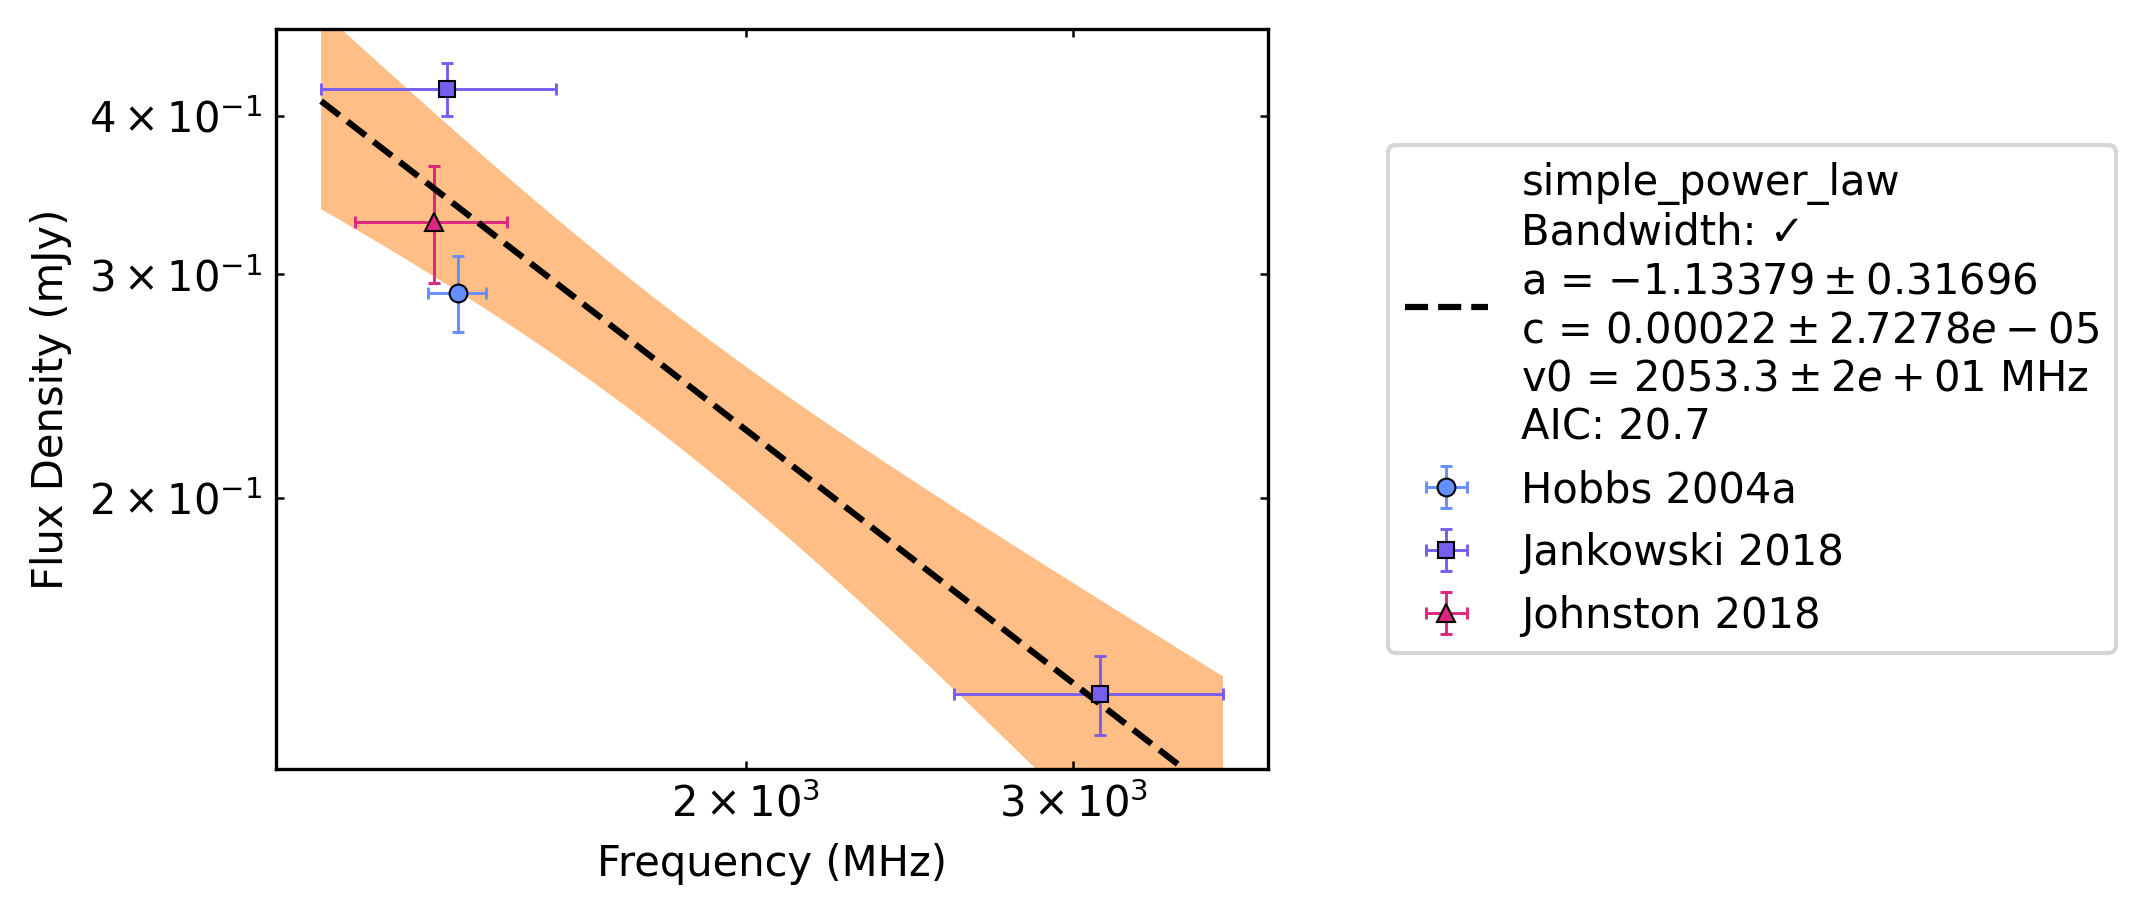 4 × 10⁻¹
3 × 10⁻¹
2 × 10⁻¹
Flux Density (mJy)
2 × 10³
3 × 10³
Frequency (MHz)
simple_power_law
Bandwidth: ✓
a = −1.13379 ± 0.31696
c = 0.00022 ± 2.7278e − 05
v0 = 2053.3 ± 2e + 01 MHz
AIC: 20.7
Hobbs 2004a
Jankowski 2018
Johnston 2018